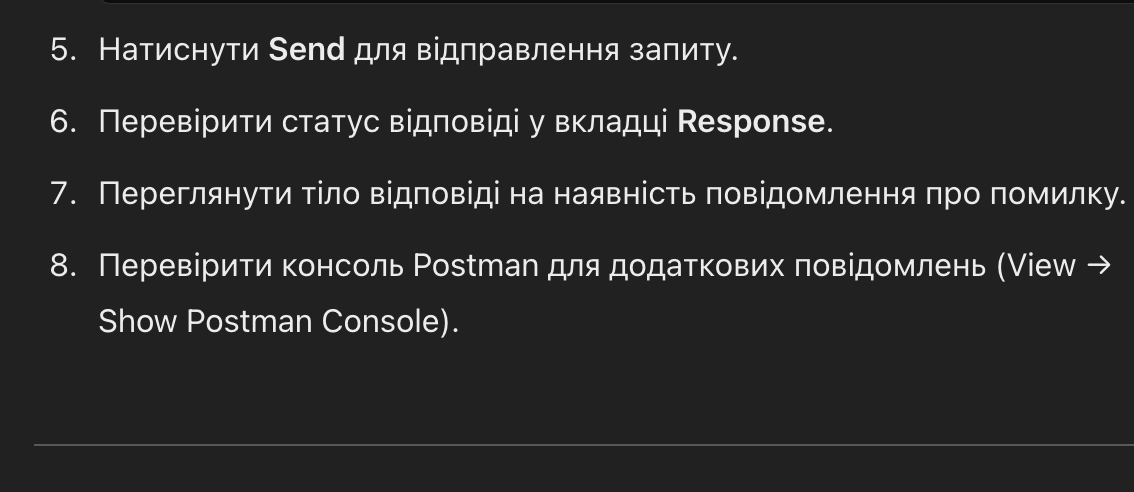 5. Натиснути Send для відправлення запиту.
6. Перевірити статус відповіді у вкладці Response.
7. Переглянути тіло відповіді на наявність повідомлення про помилку.
8. Перевірити консоль Postman для додаткових повідомлень (View →
Show Postman Console).